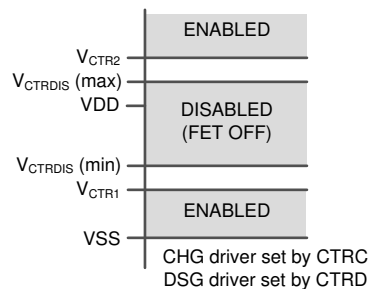 ENABLED
V_CTR2
V_CTRDIS (max)
VDD
DISABLED
(FET OFF)
V_CTRDIS (min)
V_CTR1
ENABLED
VSS
CHG driver set by CTRC
DSG driver set by CTRD